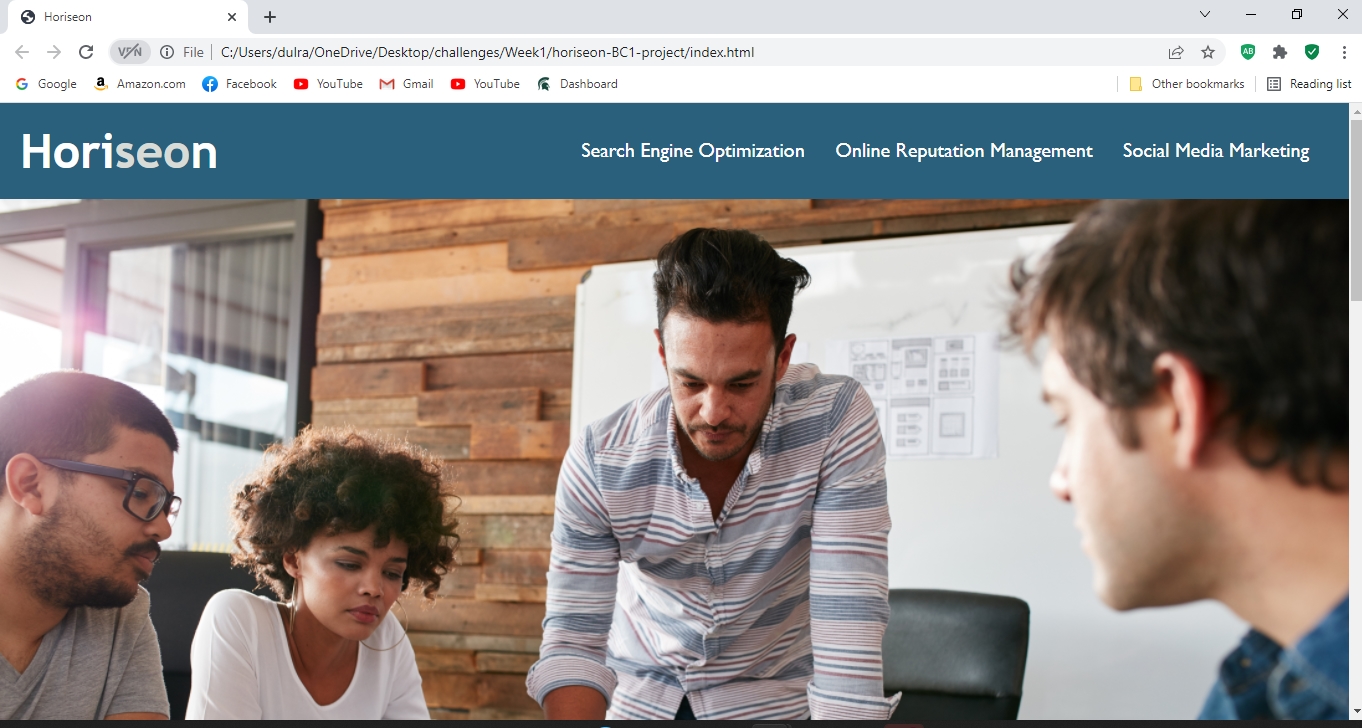 Horiseon
VPN File C:/Users/dulra/OneDrive/Desktop/challenges/Week1/horiseon-BC1-project/index.html AB
Google Amazon.com Facebook YouTube Gmail YouTube Dashboard Other bookmarks Reading list
Horiseon Search Engine Optimization Online Reputation Management Social Media Marketing